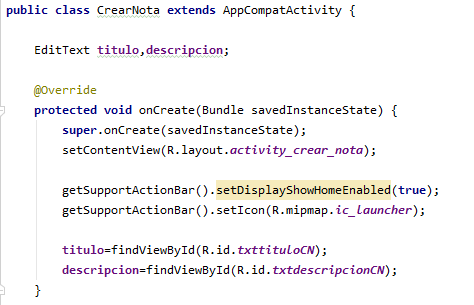 public class CrearNota extends AppCompatActivity {
EditText titulo,descripcion;
@Override
protected void onCreate(Bundle savedInstanceState) {
super.onCreate(savedInstanceState);
setContentView(R.layout.activity_crear_nota);
getSupportActionBar().setDisplayShowHomeEnabled(true);
getSupportActionBar().setIcon(R.mipmap.ic_launcher);
titulo=findViewById(R.id.txttituloCN);
descripcion=findViewById(R.id.txtdescripcionCN);
}